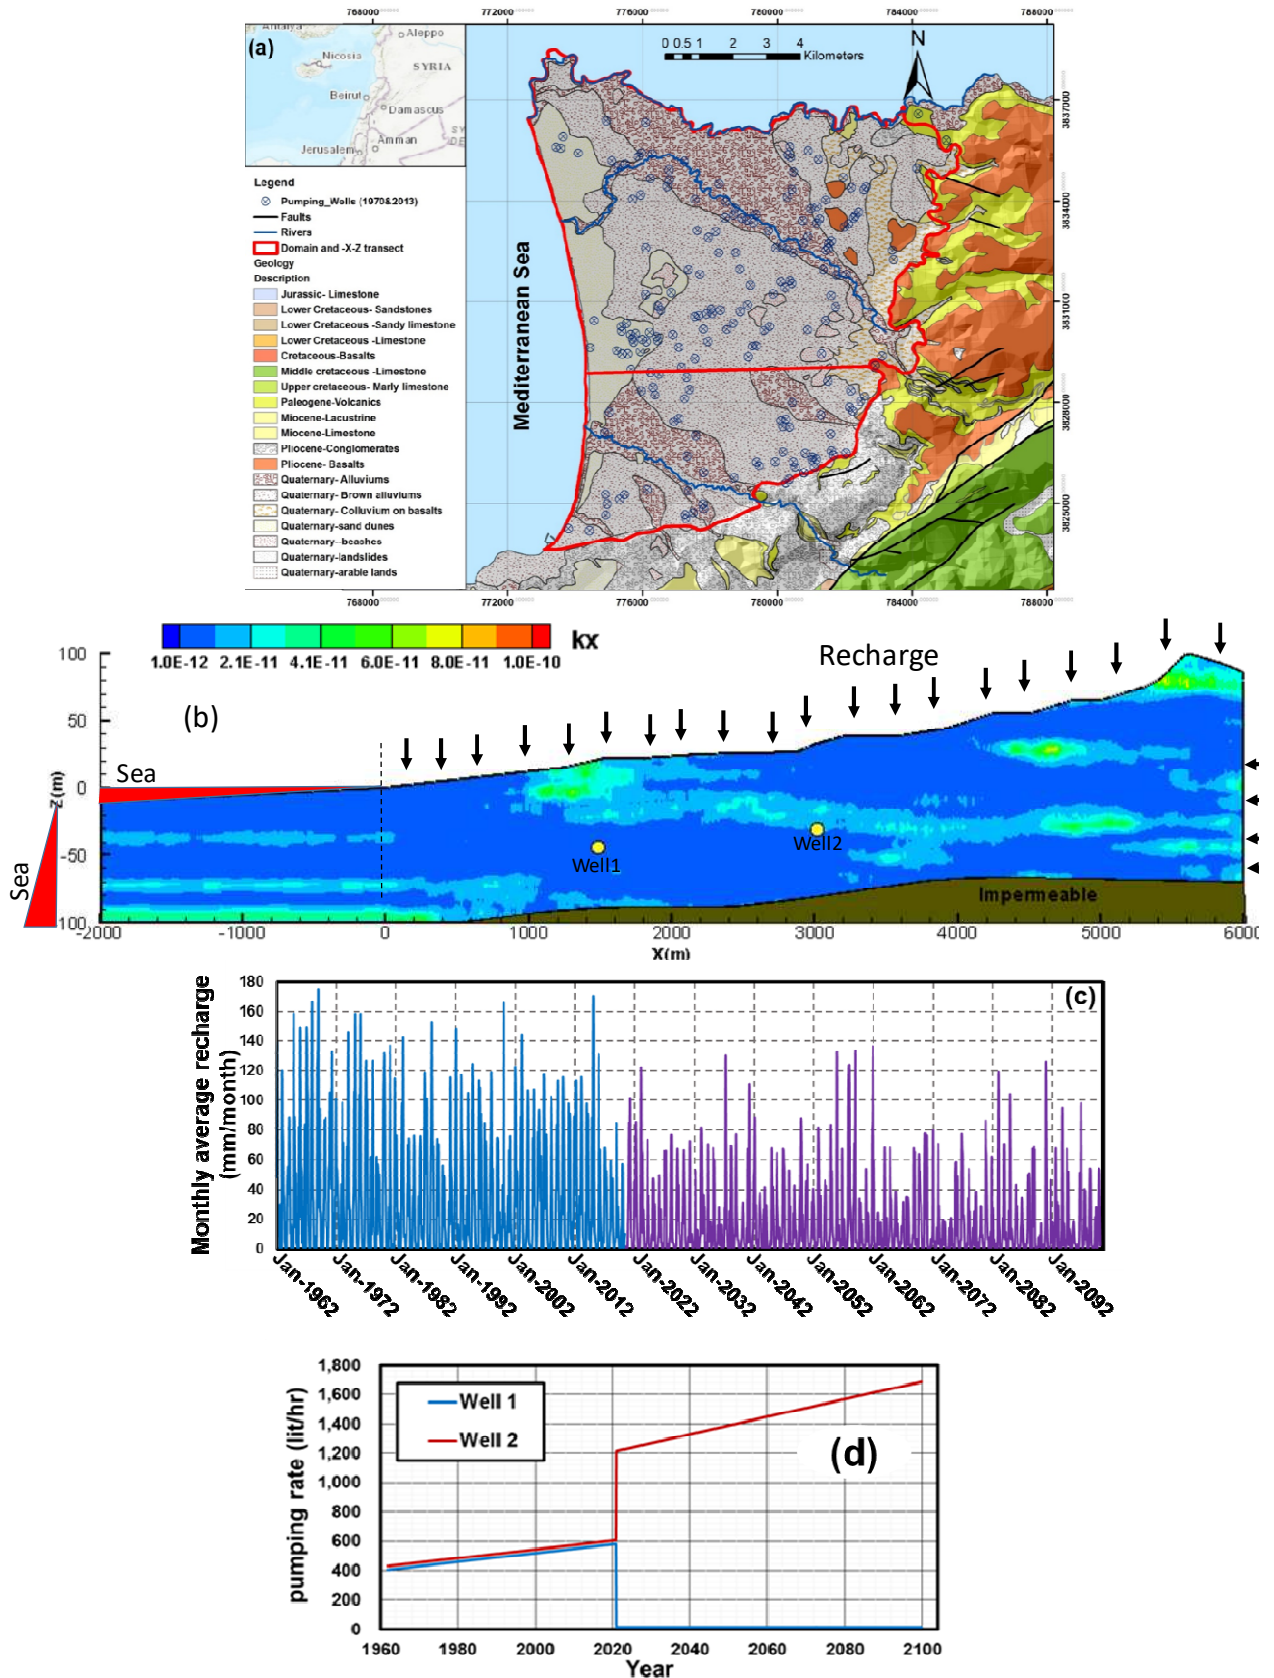 768000
772000
776000
780000
784000
788000
(a)
Antalya
Aleppo
Nicosia
SYRIA
Beirut
Damascus
Amman
Jerusalem
0 0.5 1 2 3 4
Kilometers
N
3837000
3834000
3831000
3828000
3825000
Mediterranean Sea
Legend
Pumping_Wells (1970&2013)
Faults
Rivers
Domain and -X-Z transect
Geology
Description
Jurassic- Limestone
Lower Cretaceous- Sandstones
Lower Cretaceous -Sandy limestone
Lower Cretaceous -Limestone
Cretaceous-Basalts
Middle cretaceous -Limestone
Upper cretaceous- Marly limestone
Paleogene-Volcanics
Miocene-Lacustrine
Miocene-Limestone
Pliocene-Conglomerates
Pliocene- Basalts
Quaternary- Alluviums
Quaternary- Brown alluviums
Quaternary- Colluvium on basalts
Quaternary-sand dunes
Quaternary--beaches
Quaternary-landslides
Quaternary-arable lands
768000
772000
776000
780000
784000
788000
kx
1.0E-12 2.1E-11 4.1E-11 6.0E-11 8.0E-11 1.0E-10
Recharge
(b)
Sea
Sea
Z(m)
100
50
0
-50
100
Well1
Well2
Impermeable
-2000 -1000 0 1000 2000 3000 4000 5000 6000
X(m)
(c)
Monthly average recharge
(mm/month)
180
160
140
120
100
80
60
40
20
0
Jan-1962
Jan-1972
Jan-1982
Jan-1992
Jan-2002
Jan-2012
Jan-2022
Jan-2032
Jan-2042
Jan-2052
Jan-2062
Jan-2072
Jan-2082
Jan-2092
pumping rate (lit/hr)
1,800
1,600
1,400
1,200
1,000
800
600
400
200
0
Well 1
Well 2
(d)
1960 1980 2000 2020 2040 2060 2080 2100
Year